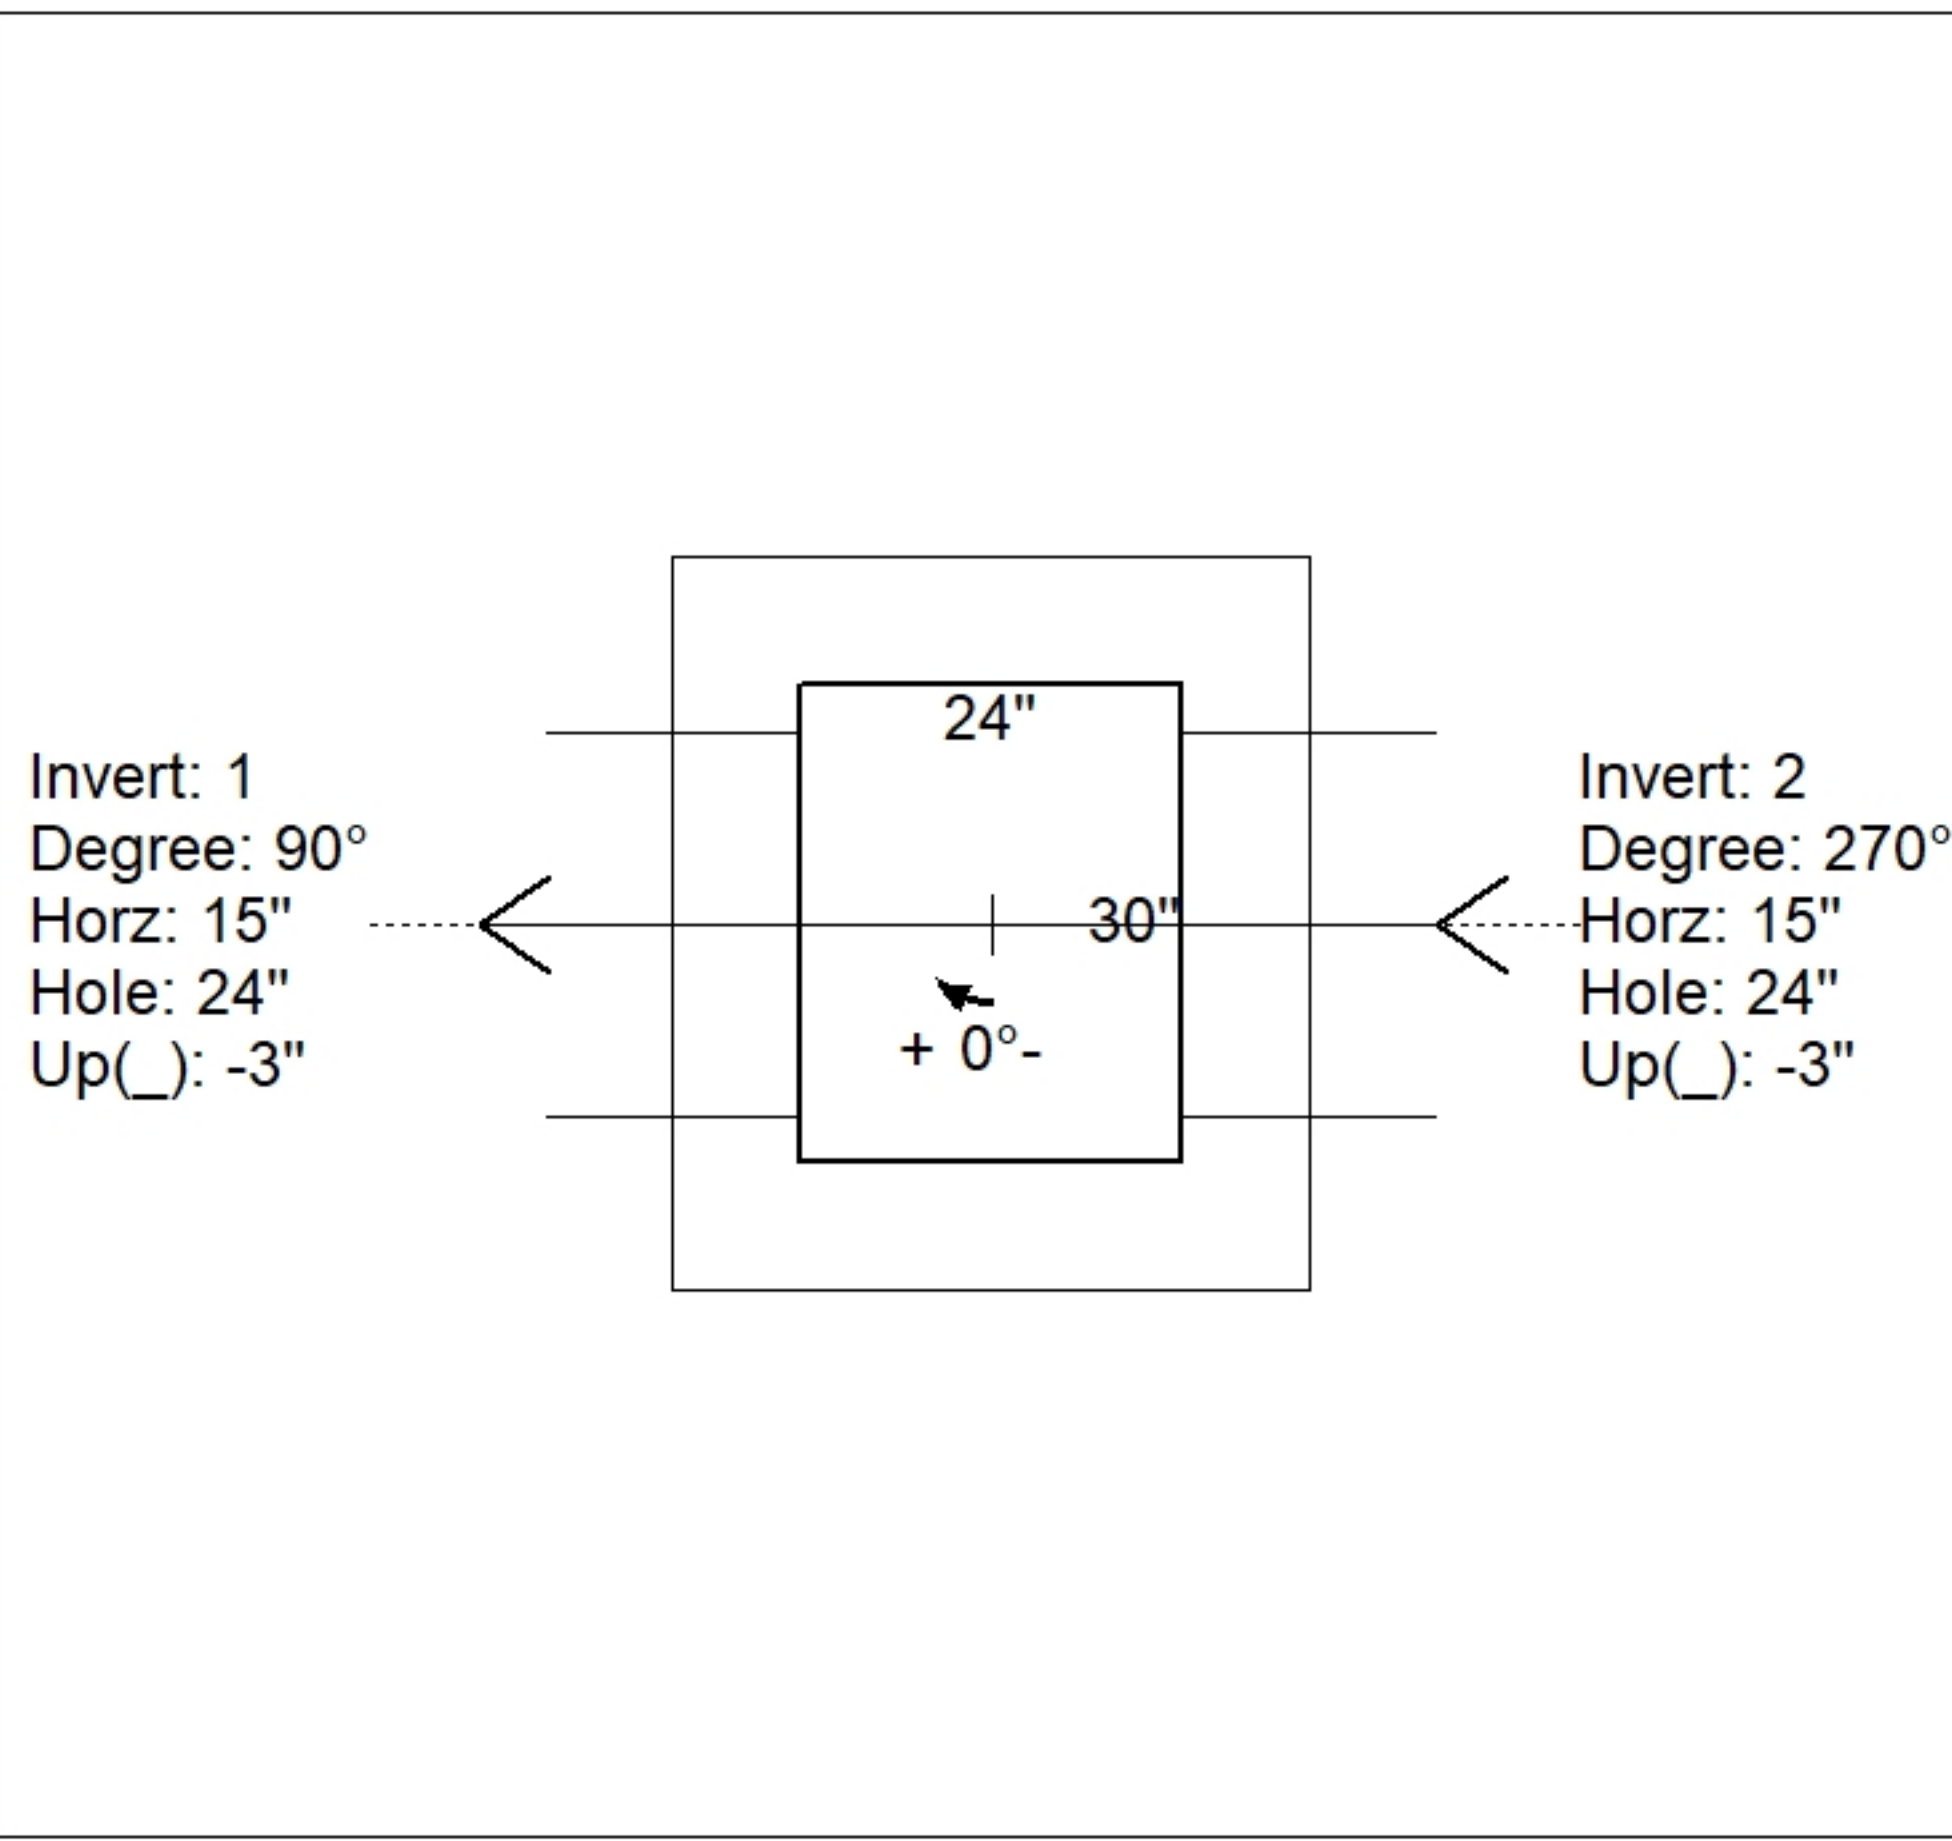 24"
Invert: 1
Degree: 90°
Horz: 15"
Hole: 24"
Up(_): -3"
30"
+ 0°-
Invert: 2
Degree: 270°
Horz: 15"
Hole: 24"
Up(_): -3"